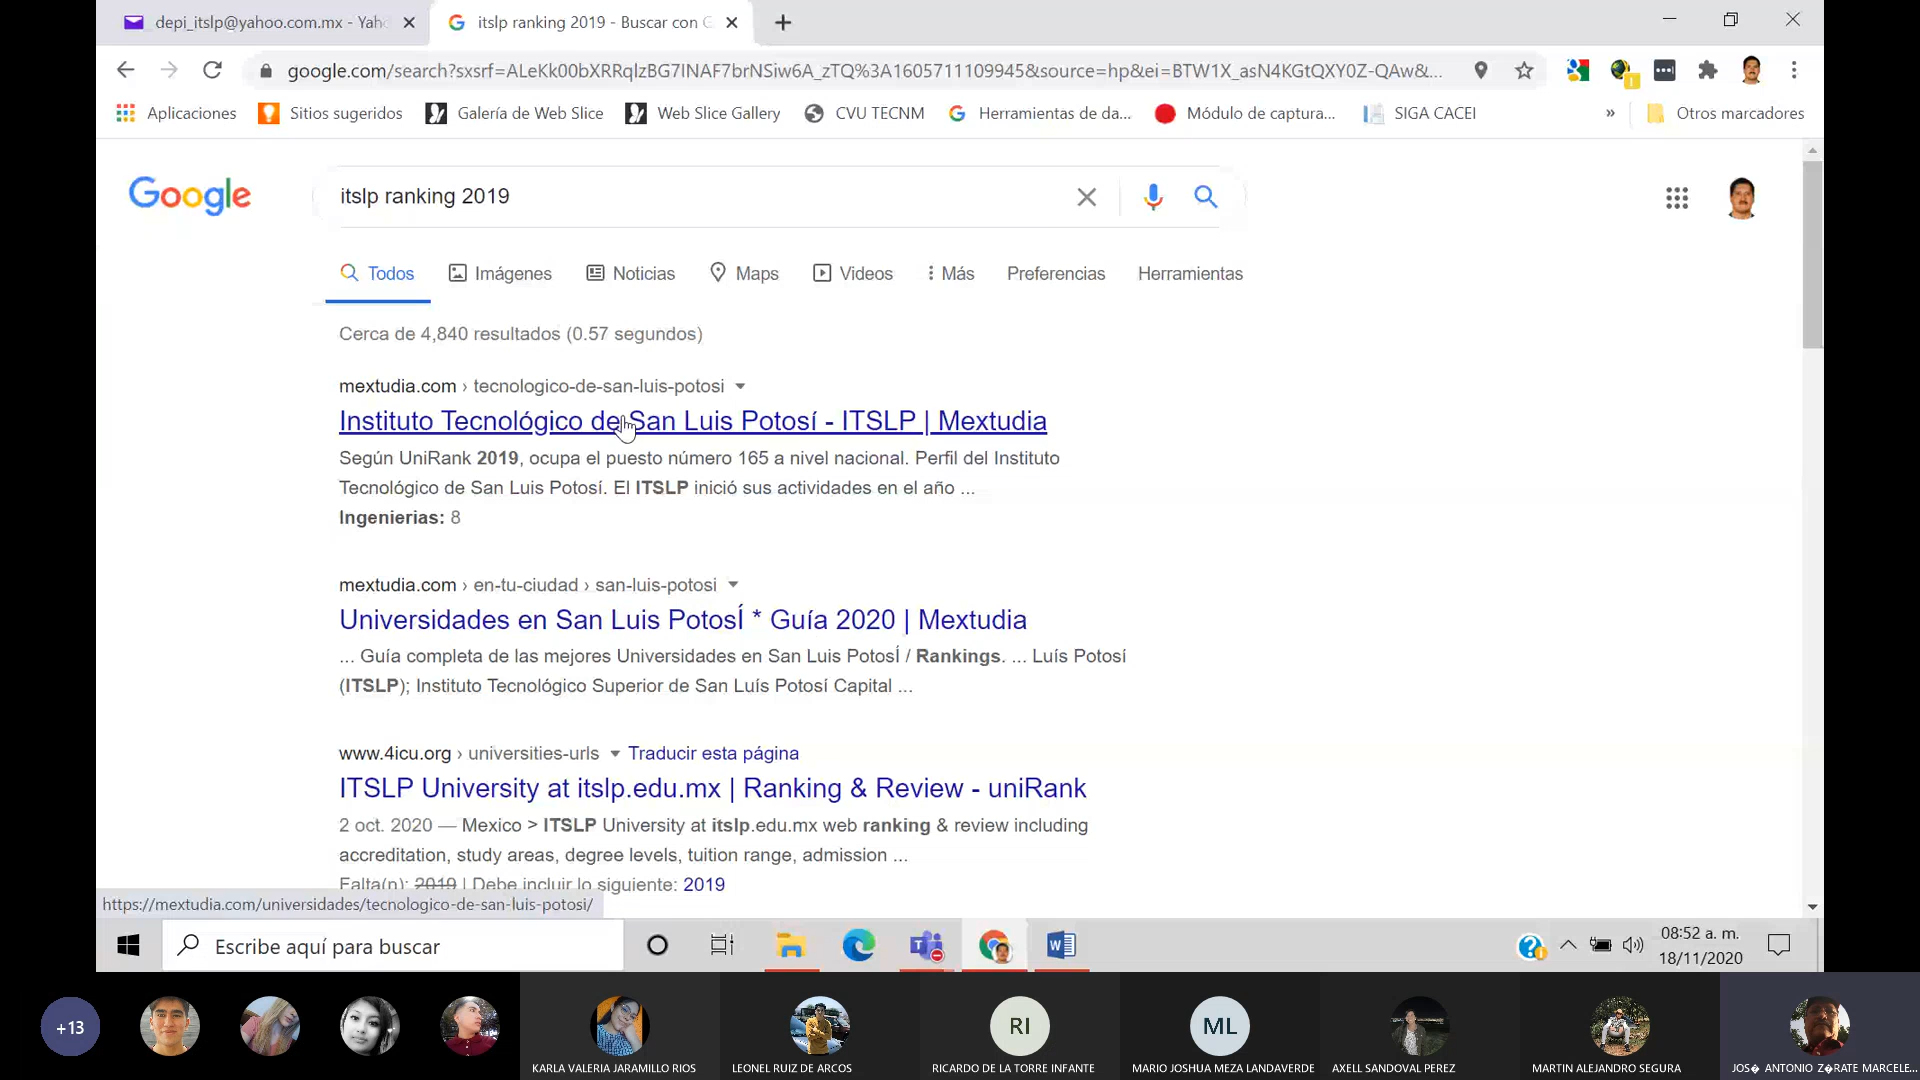 depi_itslp@yahoo.com.mx - Yah
itslp ranking 2019 - Buscar con G
google.com/search?sxsrf=ALeKk00bXRRqlzBG7INAF7brNSiw6A_zTQ%3A1605711109945&source=hp&ei=BTW1X_asN4KGtQXY0Z-QAw&...
Aplicaciones
Sitios sugeridos
Galería de Web Slice
Web Slice Gallery
CVU TECNM
Herramientas de da...
Módulo de captura...
SIGA CACEI
»
Otros marcadores
Google
itslp ranking 2019
Todos
Imágenes
Noticias
Maps
Videos
Más
Preferencias
Herramientas
Cerca de 4,840 resultados (0.57 segundos)
mextudia.com › tecnologico-de-san-luis-potosi
Instituto Tecnológico de San Luis Potosí - ITSLP | Mextudia
Según UniRank 2019, ocupa el puesto número 165 a nivel nacional. Perfil del Instituto
Tecnológico de San Luis Potosí. El ITSLP inició sus actividades en el año ...
Ingenierias: 8
mextudia.com › en-tu-ciudad › san-luis-potosi
Universidades en San Luis PotosÍ * Guía 2020 | Mextudia
... Guía completa de las mejores Universidades en San Luis PotosÍ / Rankings. ... Luís Potosí
(ITSLP); Instituto Tecnológico Superior de San Luís Potosí Capital ...
www.4icu.org › universities-urls
Traducir esta página
ITSLP University at itslp.edu.mx | Ranking & Review - uniRank
2 oct. 2020 — Mexico > ITSLP University at itslp.edu.mx web ranking & review including
accreditation, study areas, degree levels, tuition range, admission ...
Falta(n): 2019 | Debe incluir lo siguiente: 2019
https://mextudia.com/universidades/tecnologico-de-san-luis-potosi/
Escribe aquí para buscar
08:52 a. m.
18/11/2020
+13
RI
ML
KARLA VALERIA JARAMILLO RIOS
LEONEL RUIZ DE ARCOS
RICARDO DE LA TORRE INFANTE
MARIO JOSHUA MEZA LANDAVERDE
AXELL SANDOVAL PEREZ
MARTIN ALEJANDRO SEGURA
JOS� ANTONIO Z�RATE MARCELE...